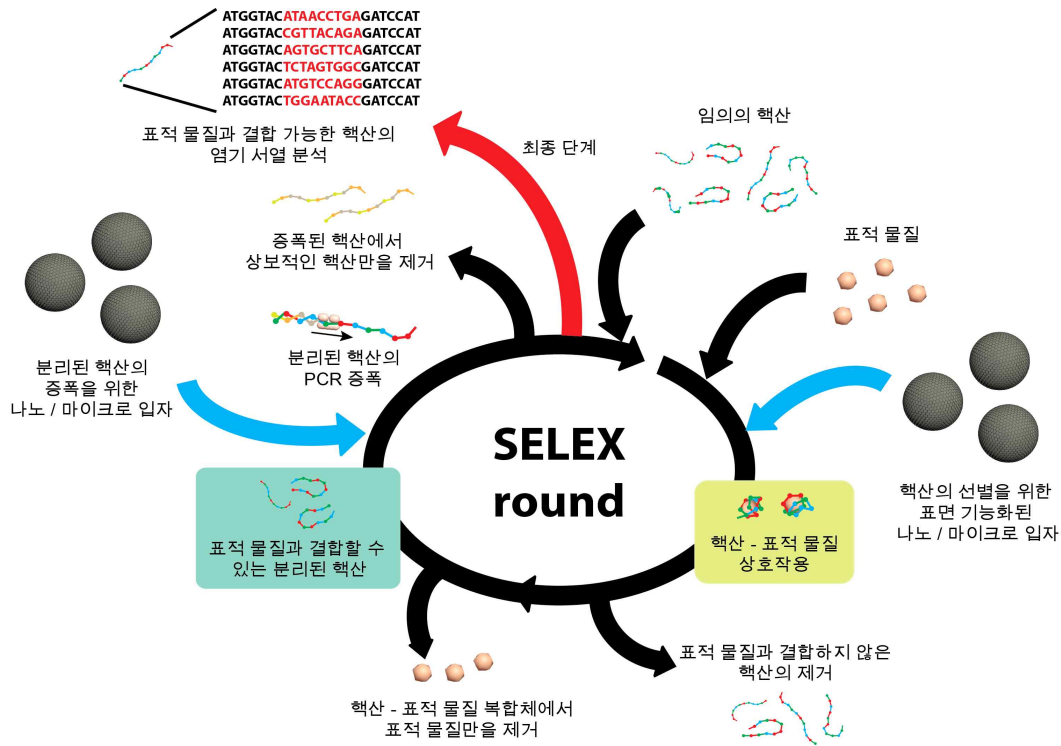 ATGGTACATAACCTGAGATCCAT
ATGGTACCGTTACAGAGATCCAT
ATGGTACAGTGCTTCAGATCCAT
ATGGTACTCTAGTGGCGATCCAT
ATGGTACATGTCCAGGGATCCAT
ATGGTACTGGAATACCGATCCAT
표적 물질과 결합 가능한 핵산의
염기 서열 분석
최종 단계
임의의 핵산
표적 물질
증폭된 핵산에서
상보적인 핵산만을 제거
분리된 핵산의
PCR 증폭
분리된 핵산의
증폭을 위한
나노 / 마이크로 입자
SELEX
round
핵산의 선별을 위한
표면 기능화된
나노 / 마이크로 입자
표적 물질과 결합할 수
있는 분리된 핵산
핵산 - 표적 물질
상호작용
핵산 - 표적 물질 복합체에서
표적 물질만을 제거
표적 물질과 결합하지 않은
핵산의 제거